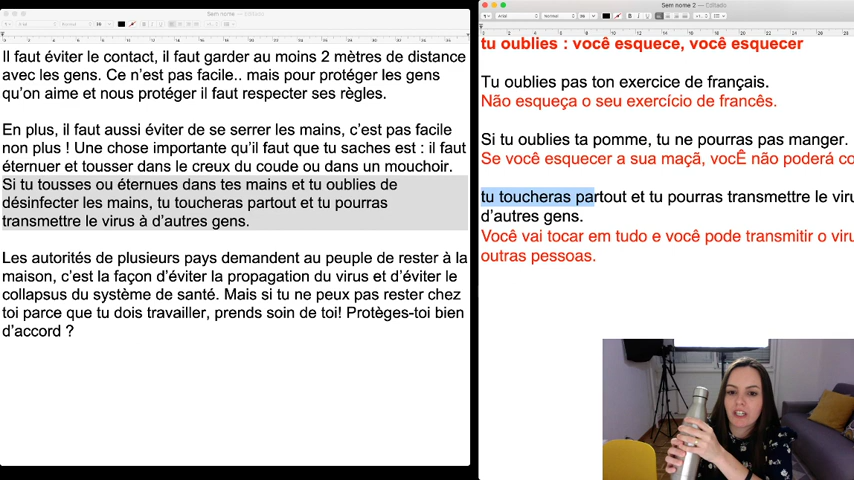 Sem nome — Editado
Il faut éviter le contact, il faut garder au moins 2 mètres de distance
avec les gens. Ce n'est pas facile.. mais pour protéger les gens
qu'on aime et nous protéger il faut respecter ses règles.
En plus, il faut aussi éviter de se serrer les mains, c'est pas facile
non plus ! Une chose importante qu'il faut que tu saches est : il faut
éternuer et tousser dans le creux du coude ou dans un mouchoir.
Si tu tousses ou éternues dans tes mains et tu oublies de
désinfecter les mains, tu toucheras partout et tu pourras
transmettre le virus à d'autres gens.
Les autorités de plusieurs pays demandent au peuple de rester à la
maison, c'est la façon d'éviter la propagation du virus et d'éviter le
collapsus du système de santé. Mais si tu ne peux pas rester chez
toi parce que tu dois travailler, prends soin de toi! Protèges-toi bien
d'accord ?
Sem nome 2 — Editado
tu oublies : você esquece, você esquecer
Tu oublies pas ton exercice de français.
Não esqueça o seu exercício de francês.
Si tu oublies ta pomme, tu ne pourras pas manger.
Se você esquecer a sua maçã, vocÊ não poderá co
tu toucheras partout et tu pourras transmettre le viru
d'autres gens.
Você vai tocar em tudo e você pode transmitir o viru
outras pessoas.